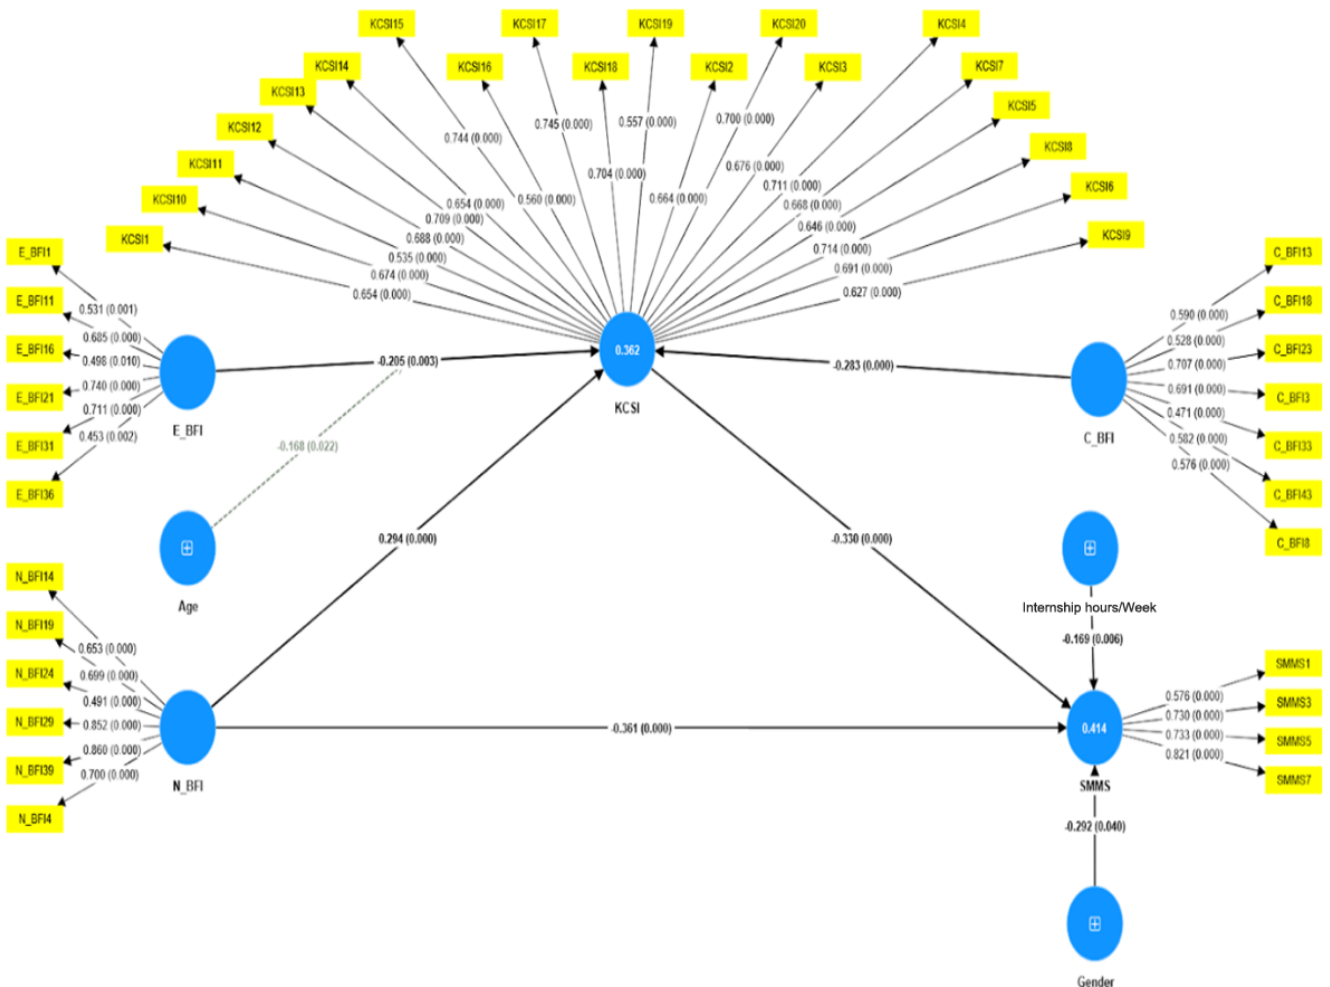 KCSI15
KCSI17
KCSI19
KCSI20
KCSI4
KCSI14
KCSI16
KCSI18
KCSI2
KCSI3
KCSI7
KCSI13
KCSI5
KCSI12
KCSI8
KCSI11
KCSI6
KCSI10
KCSI9
KCSI1
0.744 (0.000)
0.745 (0.000)
0.557 (0.000)
0.700 (0.000)
0.704 (0.000)
0.676 (0.000)
0.654 (0.000)
0.560 (0.000)
0.664 (0.000)
0.711 (0.000)
0.709 (0.000)
0.668 (0.000)
0.688 (0.000)
0.646 (0.000)
0.535 (0.000)
0.714 (0.000)
0.674 (0.000)
0.691 (0.000)
0.654 (0.000)
0.627 (0.000)
E_BFI1
E_BFI11
E_BFI16
E_BFI21
E_BFI31
E_BFI36
0.531 (0.001)
0.685 (0.000)
0.498 (0.010)
0.740 (0.000)
0.711 (0.000)
0.453 (0.002)
E_BFI
-0.205 (0.003)
0.362
KCSI
-0.283 (0.000)
C_BFI
0.590 (0.000)
0.528 (0.000)
0.707 (0.000)
0.691 (0.000)
0.471 (0.000)
0.582 (0.000)
0.576 (0.000)
C_BFI13
C_BFI18
C_BFI23
C_BFI3
C_BFI33
C_BFI43
C_BFI8
-0.168 (0.022)
Age
0.294 (0.000)
-0.330 (0.000)
Internship hours/Week
-0.169 (0.006)
N_BFI14
N_BFI19
N_BFI24
N_BFI29
N_BFI39
N_BFI4
0.653 (0.000)
0.699 (0.000)
0.491 (0.000)
0.852 (0.000)
0.860 (0.000)
0.700 (0.000)
N_BFI
-0.361 (0.000)
0.414
SMMS
0.576 (0.000)
0.730 (0.000)
0.733 (0.000)
0.821 (0.000)
SMMS1
SMMS3
SMMS5
SMMS7
-0.292 (0.040)
Gender